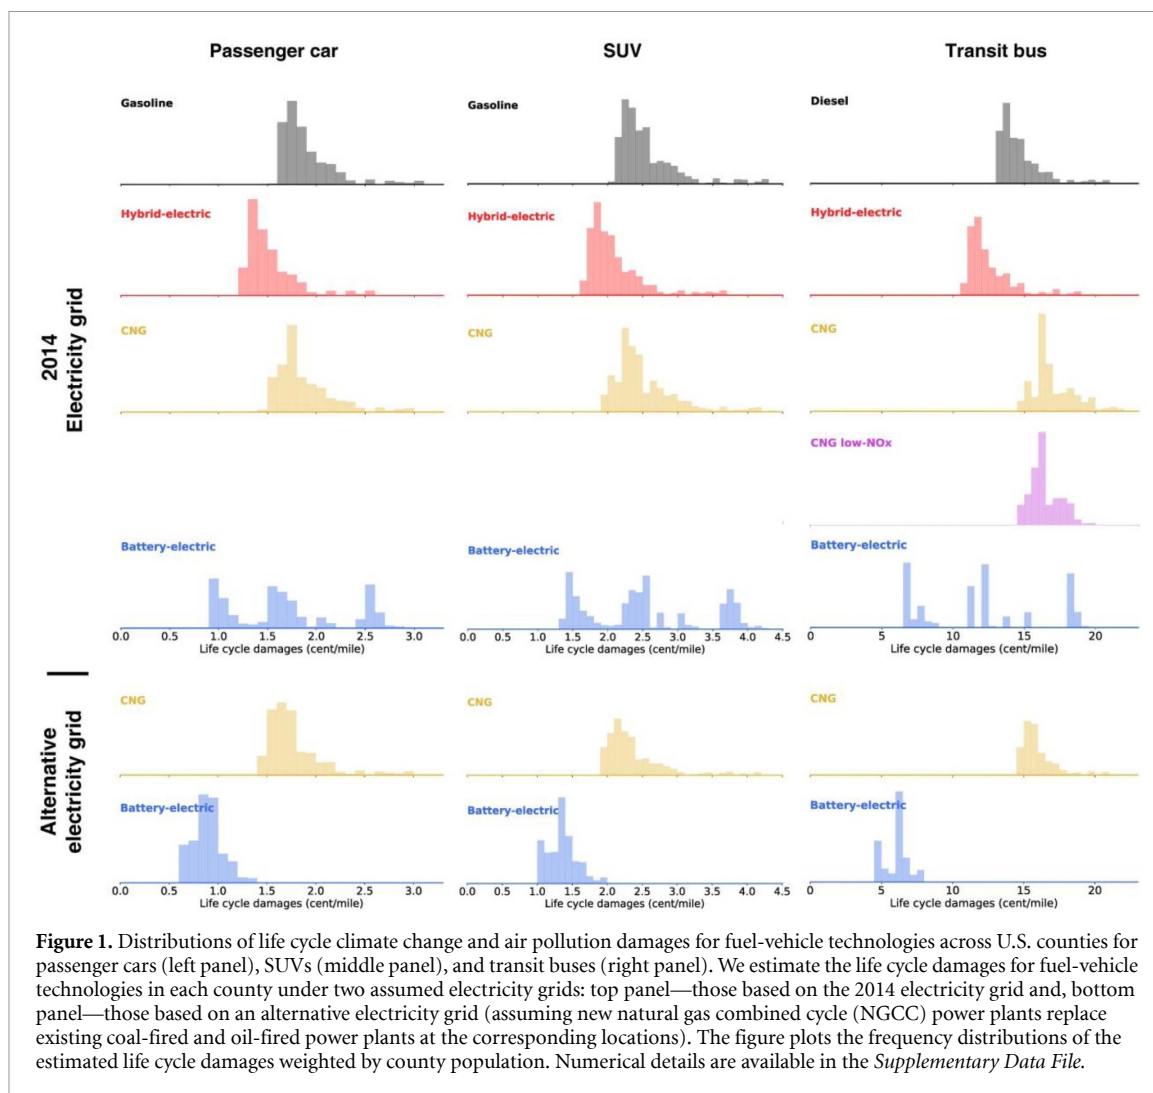 Passenger car
SUV
Transit bus
2014
Electricity grid
Gasoline
Gasoline
Diesel
Hybrid-electric
Hybrid-electric
Hybrid-electric
CNG
CNG
CNG
CNG low-NOx
Battery-electric
Battery-electric
Battery-electric
0.0 0.5 1.0 1.5 2.0 2.5 3.0
Life cycle damages (cent/mile)
0.0 0.5 1.0 1.5 2.0 2.5 3.0 3.5 4.0 4.5
Life cycle damages (cent/mile)
0 5 10 15 20
Life cycle damages (cent/mile)
Alternative
electricity grid
CNG
CNG
CNG
Battery-electric
Battery-electric
Battery-electric
0.0 0.5 1.0 1.5 2.0 2.5 3.0
Life cycle damages (cent/mile)
0.0 0.5 1.0 1.5 2.0 2.5 3.0 3.5 4.0 4.5
Life cycle damages (cent/mile)
0 5 10 15 20
Life cycle damages (cent/mile)
Figure 1. Distributions of life cycle climate change and air pollution damages for fuel-vehicle technologies across U.S. counties for
passenger cars (left panel), SUVs (middle panel), and transit buses (right panel). We estimate the life cycle damages for fuel-vehicle
technologies in each county under two assumed electricity grids: top panel—those based on the 2014 electricity grid and, bottom
panel—those based on an alternative electricity grid (assuming new natural gas combined cycle (NGCC) power plants replace
existing coal-fired and oil-fired power plants at the corresponding locations). The figure plots the frequency distributions of the
estimated life cycle damages weighted by county population. Numerical details are available in the Supplementary Data File.